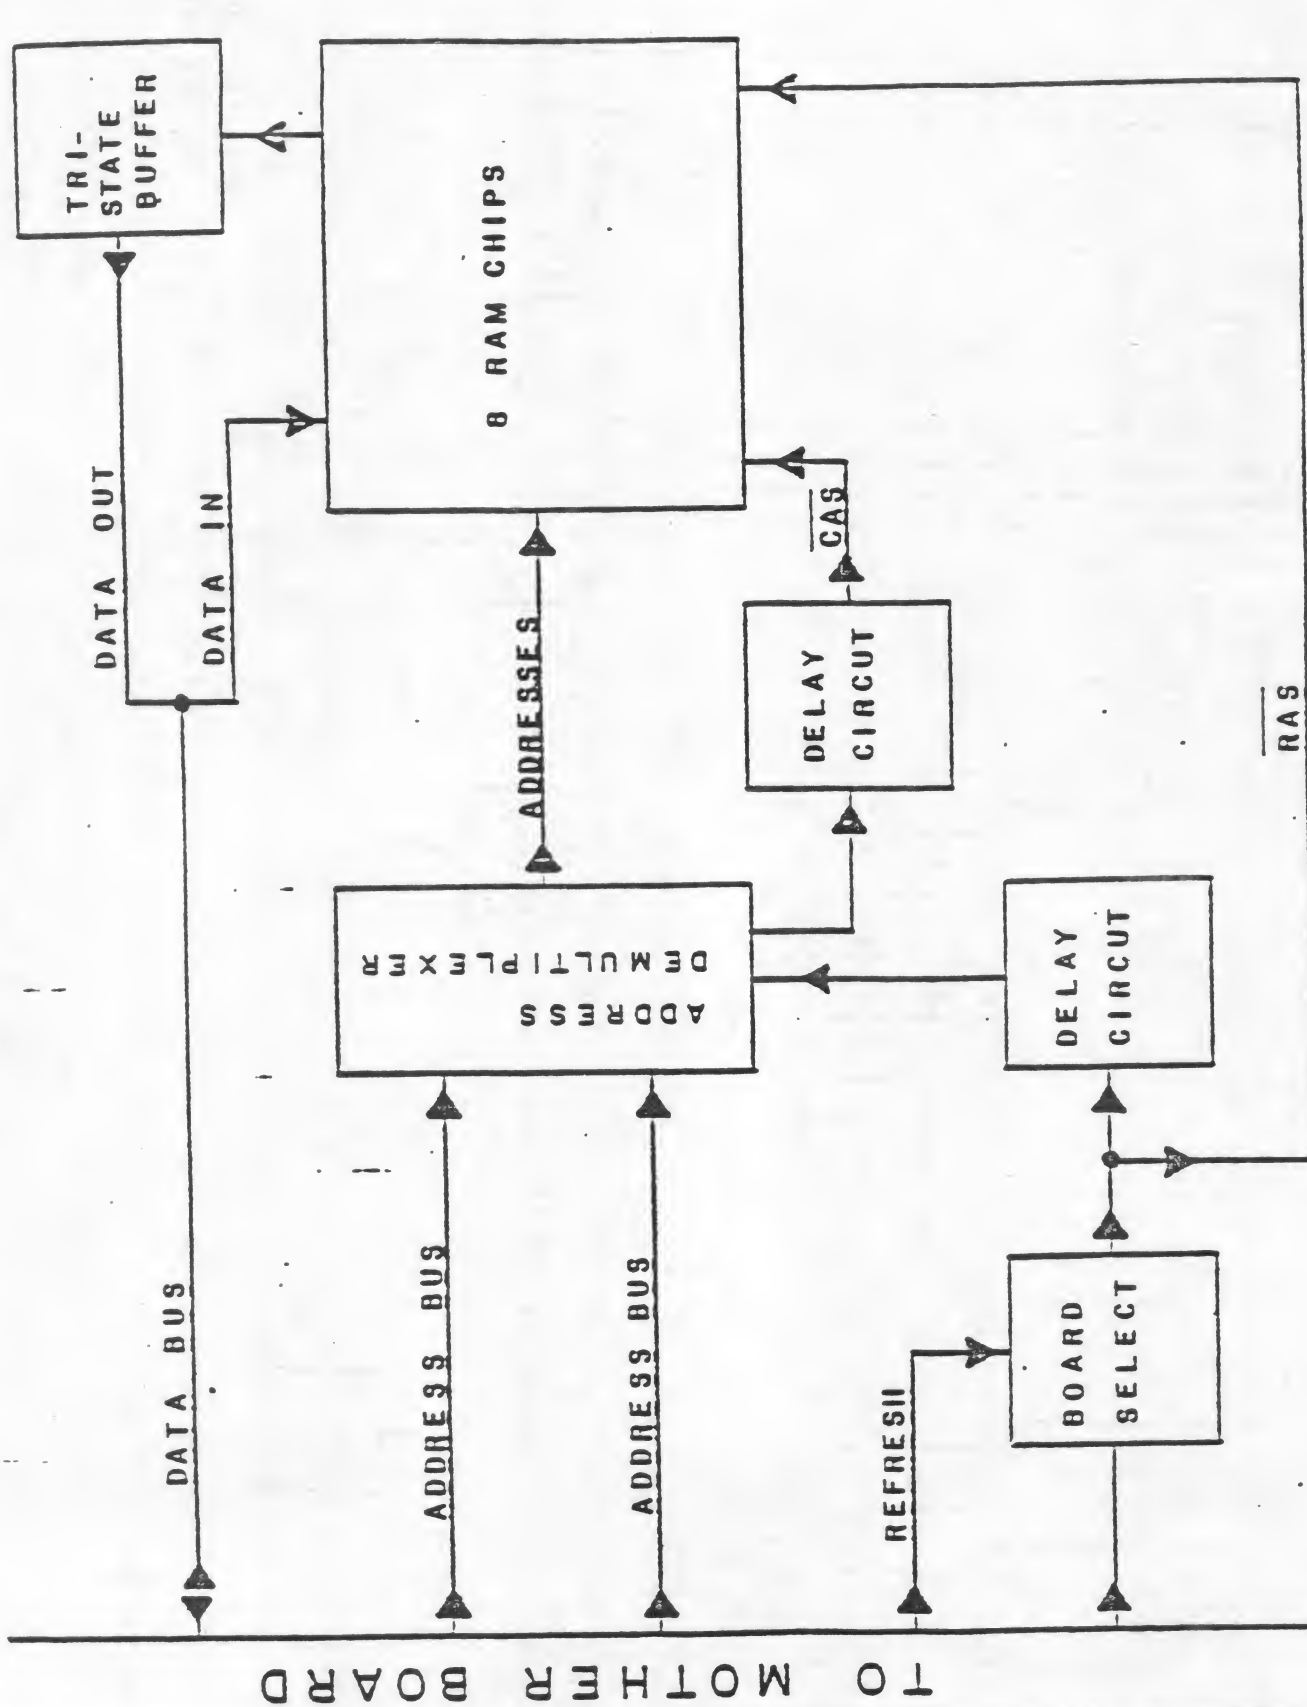 TRI-
STATE
BUFFER
DATA OUT
DATA IN
8 RAM CHIPS
DATA BUS
ADDRESSES
CAS
DELAY
CIRCUT
ADDRESS
DEMULTIPLEXER
ADDRESS BUS
ADDRESS BUS
DELAY
CIRCUT
RAS
REFRESH
BOARD
SELECT
TO MOTHER BOARD